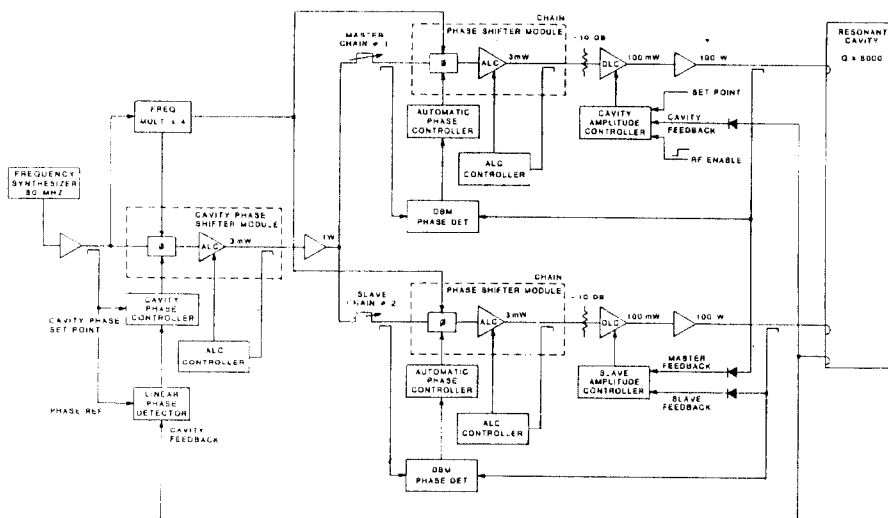 CHAIN
PHASE SHIFTER MODULE
MASTER
CHAIN # 1
Ø
ALC
3 mW
-10 DB
DLC
100 mW
100 W
RESONANT
CAVITY
Q ≈ 8000
FREQ
MULT x 4
AUTOMATIC
PHASE
CONTROLLER
ALC
CONTROLLER
CAVITY
AMPLITUDE
CONTROLLER
SET POINT
CAVITY
FEEDBACK
RF ENABLE
FREQUENCY
SYNTHESIZER
80 MHZ
DBM
PHASE DET
CAVITY PHASE
SHIFTER MODULE
Ø
ALC
3 mW
1W
CAVITY
PHASE
CONTROLLER
CAVITY PHASE
SET POINT
ALC
CONTROLLER
LINEAR
PHASE
DETECTOR
PHASE REF
CAVITY
FEEDBACK
CHAIN
PHASE SHIFTER MODULE
SLAVE
CHAIN # 2
Ø
ALC
3 mW
-10 DB
DLC
100 mW
100 W
AUTOMATIC
PHASE
CONTROLLER
ALC
CONTROLLER
SLAVE
AMPLITUDE
CONTROLLER
MASTER
FEEDBACK
SLAVE
FEEDBACK
DBM
PHASE DET